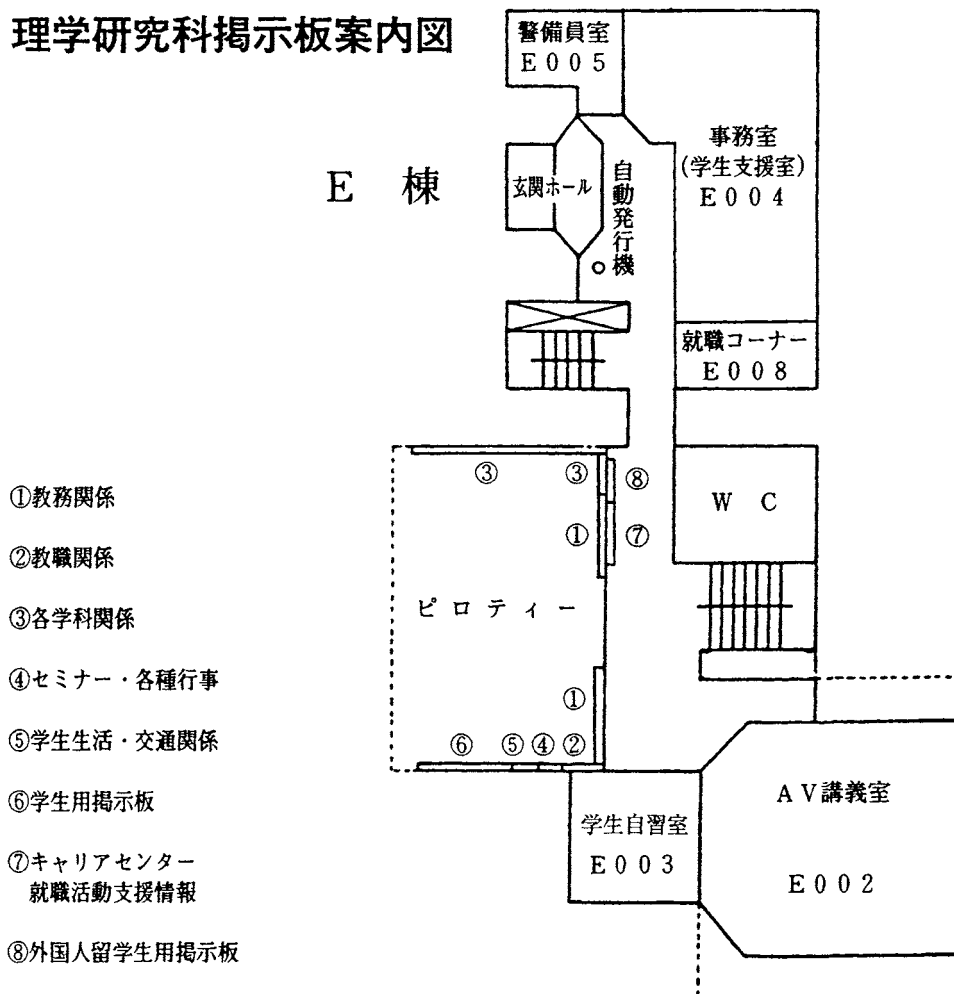 理学研究科掲示板案内図
警備員室
E005
事務室
(学生支援室)
E004
E 棟
玄関ホール
自動発行機
就職コーナー
E008
③
③
⑧
W C
①
⑦
ピロティー
①
⑥
⑤
④
②
AV講義室
E002
学生自習室
E003
①教務関係
②教職関係
③各学科関係
④セミナー・各種行事
⑤学生生活・交通関係
⑥学生用掲示板
⑦キャリアセンター
就職活動支援情報
⑧外国人留学生用掲示板